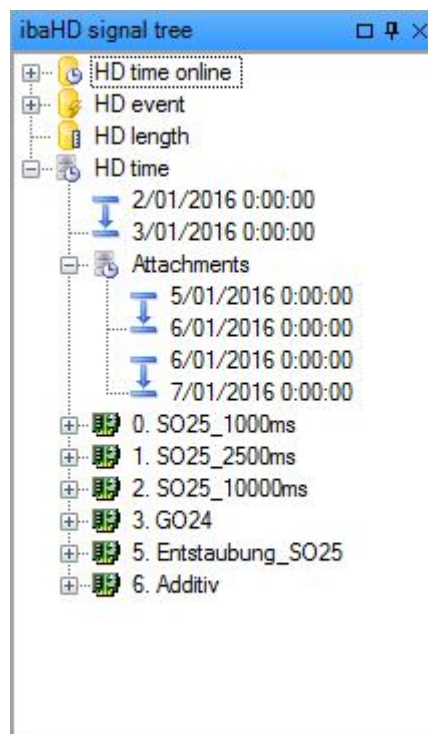 ibaHD signal tree
HD time online
HD event
HD length
HD time
2/01/2016 0:00:00
3/01/2016 0:00:00
Attachments
5/01/2016 0:00:00
6/01/2016 0:00:00
6/01/2016 0:00:00
7/01/2016 0:00:00
0. SO25_1000ms
1. SO25_2500ms
2. SO25_10000ms
3. GO24
5. Entstaubung_SO25
6. Additiv